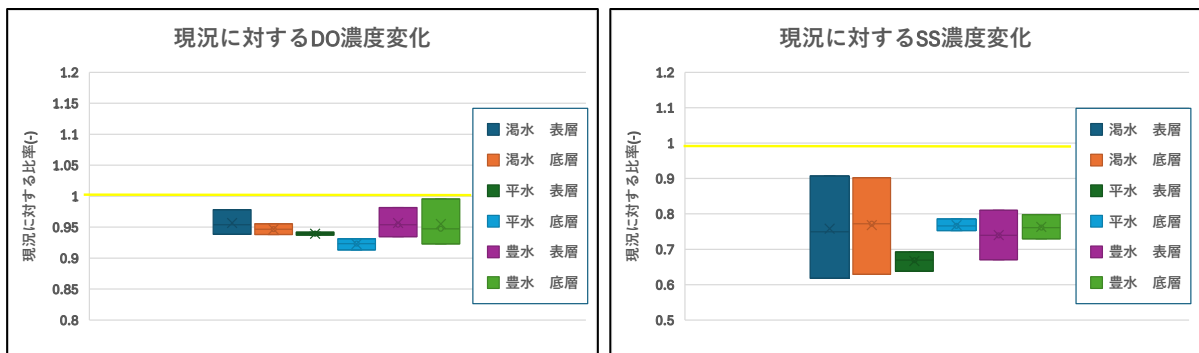 現況に対するDO濃度変化
現況に対する比率(-)
1.2
1.15
1.1
1.05
1
0.95
0.9
0.85
0.8
渇水 表層
渇水 底層
平水 表層
平水 底層
豊水 表層
豊水 底層
現況に対するSS濃度変化
現況に対する比率(-)
1.2
1.1
1
0.9
0.8
0.7
0.6
0.5
渇水 表層
渇水 底層
平水 表層
平水 底層
豊水 表層
豊水 底層